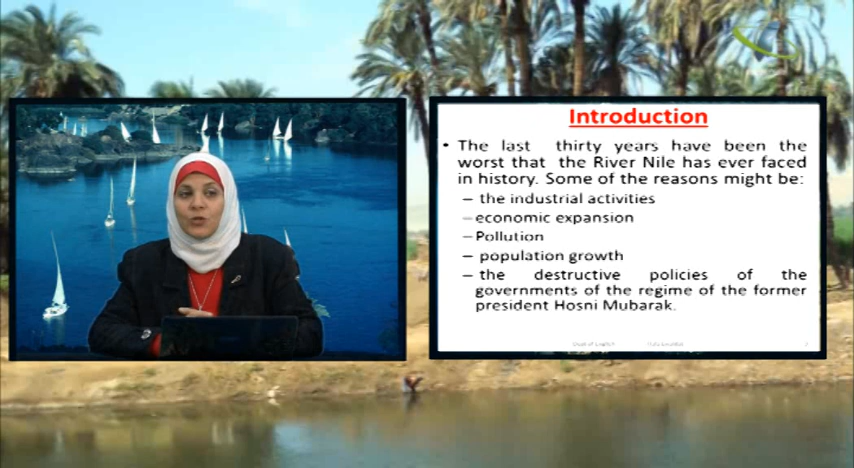 Introduction
• The last thirty years have been the
worst that the River Nile has ever faced
in history. Some of the reasons might be:
– the industrial activities
– economic expansion
– Pollution
– population growth
– the destructive policies of the
governments of the regime of the former
president Hosni Mubarak.